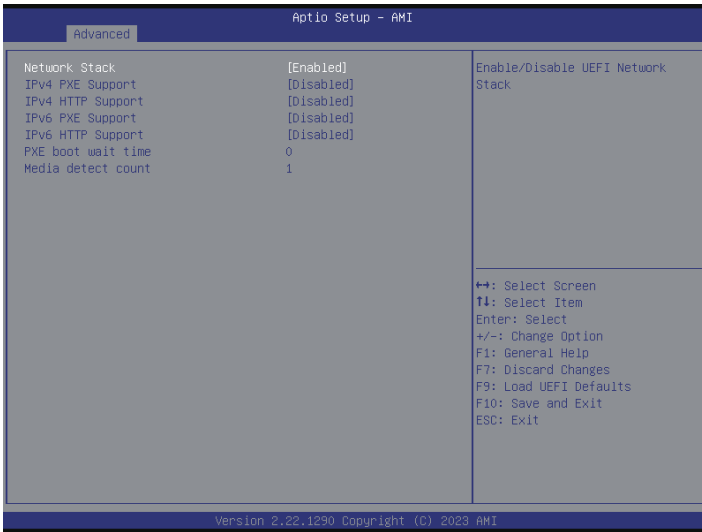 Aptio Setup - AMI
Advanced
Network Stack [Enabled]
IPv4 PXE Support [Disabled]
IPv4 HTTP Support [Disabled]
IPv6 PXE Support [Disabled]
IPv6 HTTP Support [Disabled]
PXE boot wait time 0
Media detect count 1
Enable/Disable UEFI Network
Stack
↔: Select Screen
↑↓: Select Item
Enter: Select
+/-: Change Option
F1: General Help
F7: Discard Changes
F9: Load UEFI Defaults
F10: Save and Exit
ESC: Exit
Version 2.22.1290 Copyright (C) 2023 AMI